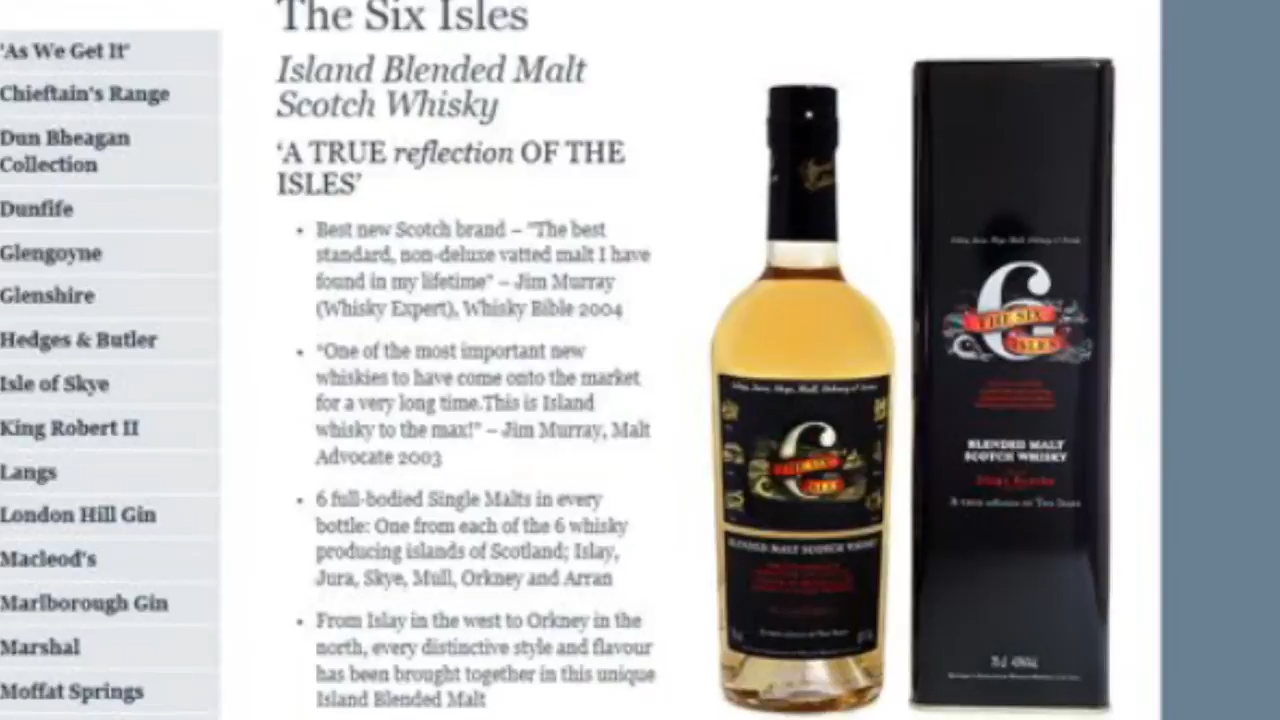 The Six Isles
Island Blended Malt
Scotch Whisky
‘A TRUE reflection OF THE
ISLES’
• Best new Scotch brand – "The best
standard, non-deluxe vatted malt I have
found in my lifetime" – Jim Murray
(Whisky Expert), Whisky Bible 2004
• "One of the most important new
whiskies to have come onto the market
for a very long time.This is Island
whisky to the max!" – Jim Murray, Malt
Advocate 2003
• 6 full-bodied Single Malts in every
bottle: One from each of the 6 whisky
producing islands of Scotland; Islay,
Jura, Skye, Mull, Orkney and Arran
• From Islay in the west to Orkney in the
north, every distinctive style and flavour
has been brought together in this unique
Island Blended Malt
'As We Get It'
Chieftain's Range
Dun Bheagan
Collection
Dunfife
Glengoyne
Glenshire
Hedges & Butler
Isle of Skye
King Robert II
Langs
London Hill Gin
Macleod's
Marlborough Gin
Marshal
Moffat Springs
6
THE SIX
ISLES
BLENDED MALT SCOTCH WHISKY
6
THE SIX
ISLES
BLENDED MALT
SCOTCH WHISKY